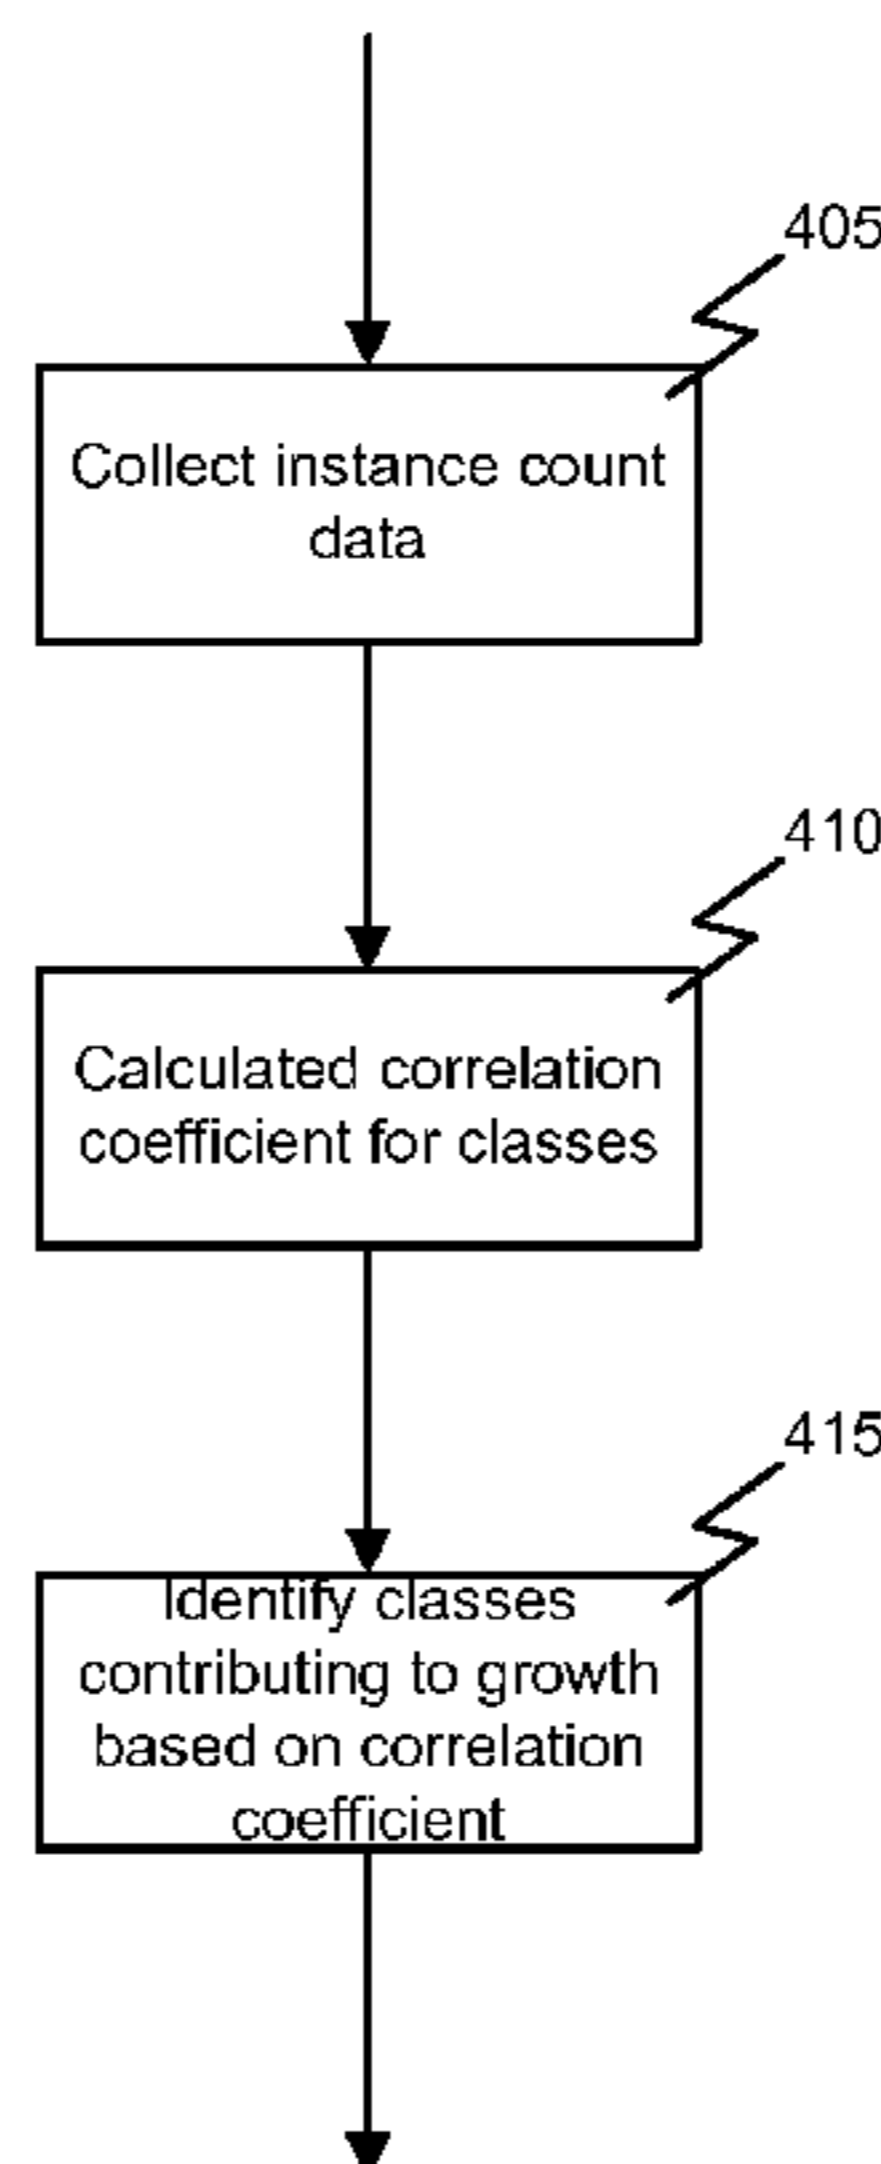 405
Collect instance count
data
410
Calculated correlation
coefficient for classes
415
Identify classes
contributing to growth
based on correlation
coefficient